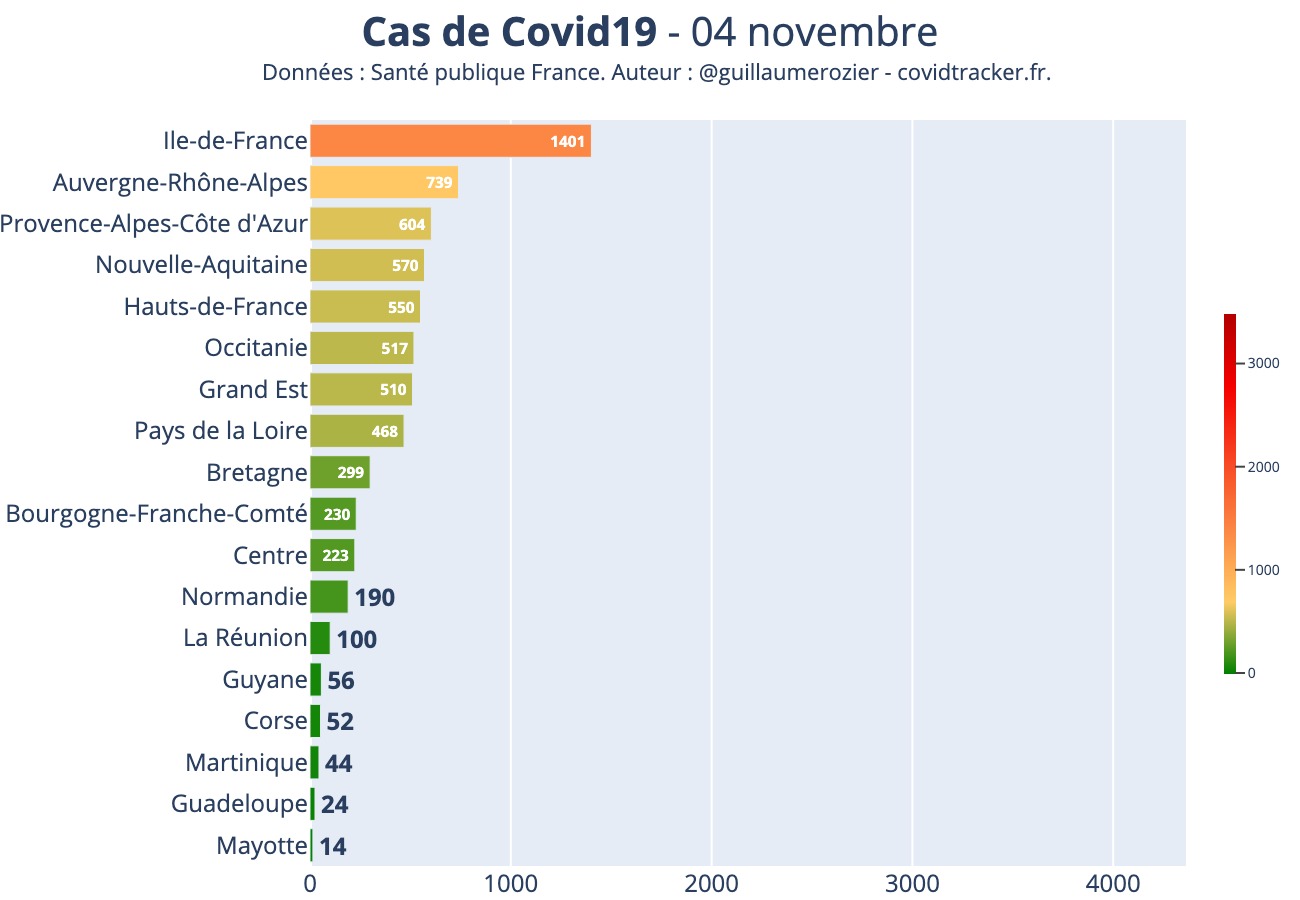 Cas de Covid19 - 04 novembre
Données : Santé publique France. Auteur : @guillaumerozier - covidtracker.fr.
Ile-de-France 1401
Auvergne-Rhône-Alpes 739
Provence-Alpes-Côte d'Azur 604
Nouvelle-Aquitaine 570
Hauts-de-France 550
Occitanie 517
Grand Est 510
Pays de la Loire 468
Bretagne 299
Bourgogne-Franche-Comté 230
Centre 223
Normandie 190
La Réunion 100
Guyane 56
Corse 52
Martinique 44
Guadeloupe 24
Mayotte 14
0 1000 2000 3000 4000
3000
2000
1000
0